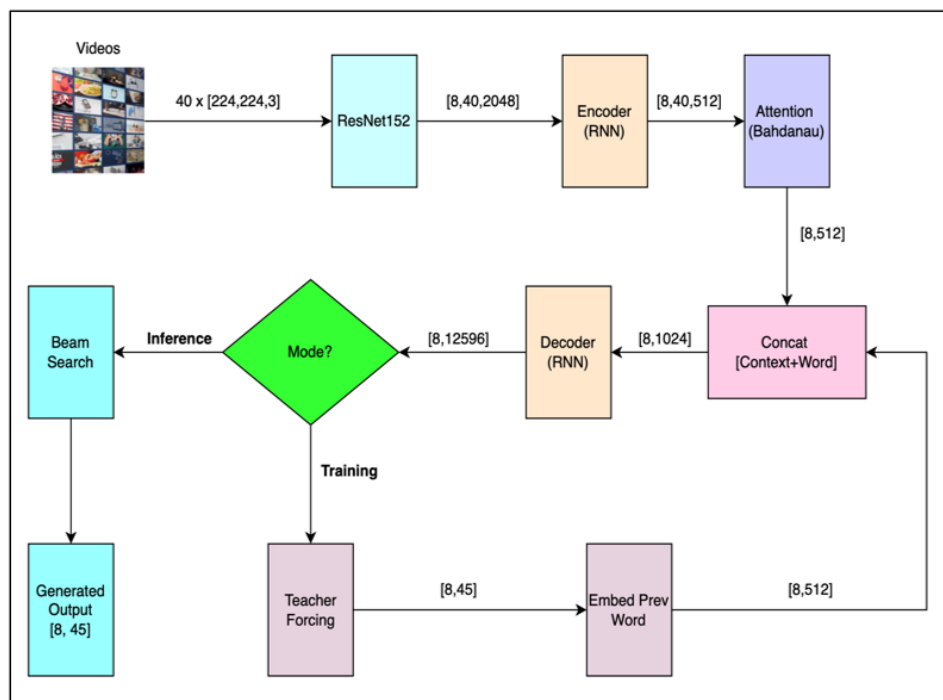 Videos
40 x [224,224,3]
ResNet152
[8,40,2048]
Encoder
(RNN)
[8,40,512]
Attention
(Bahdanau)
[8,512]
Beam
Search
Inference
Mode?
[8,12596]
Decoder
(RNN)
[8,1024]
Concat
[Context+Word]
Training
Generated
Output
[8, 45]
Teacher
Forcing
[8,45]
Embed Prev
Word
[8,512]